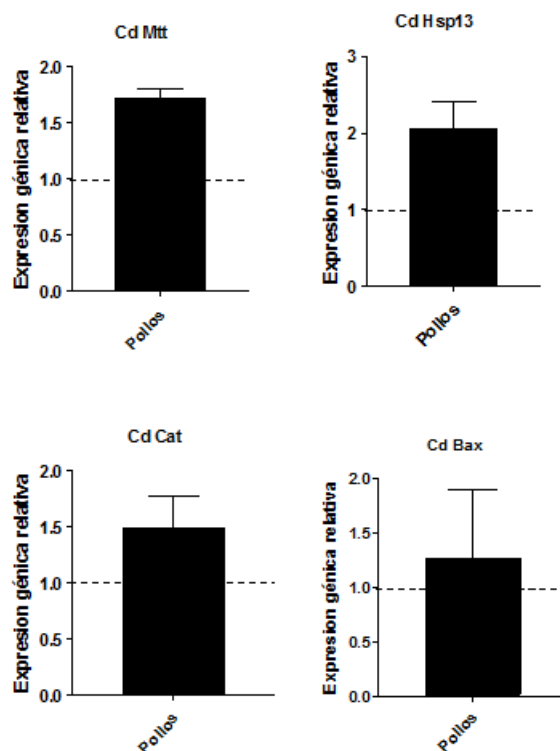 Cd Mtt
Expresion génica relativa
2.0
1.5
1.0
0.5
0.0
Pollos
Cd Hsp13
Expresion génica relativa
3
2
1
0
Pollos
Cd Cat
Expresion génica relativa
2.0
1.5
1.0
0.5
0.0
Pollos
Cd Bax
Expresion génica relativa
2.0
1.5
1.0
0.5
0.0
Pollos